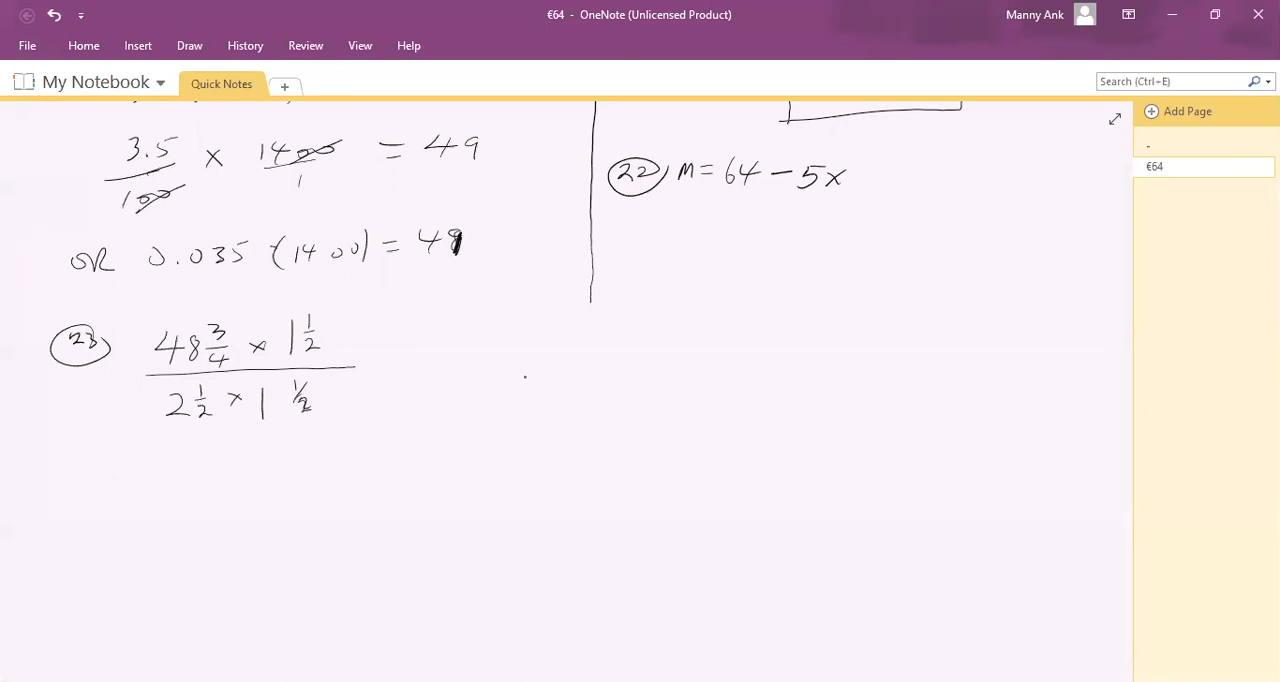 €64 - OneNote (Unlicensed Product)
Manny Ank
File Home Insert Draw History Review View Help
My Notebook
Quick Notes
+
Search (Ctrl+E)
Add Page
-
€64
3.5/100 × 1400/1 = 49
OR 0.035 (1400) = 49
22 M = 64 - 5x
23
48 3/4 × 1 1/2
2 1/2 × 1 1/2